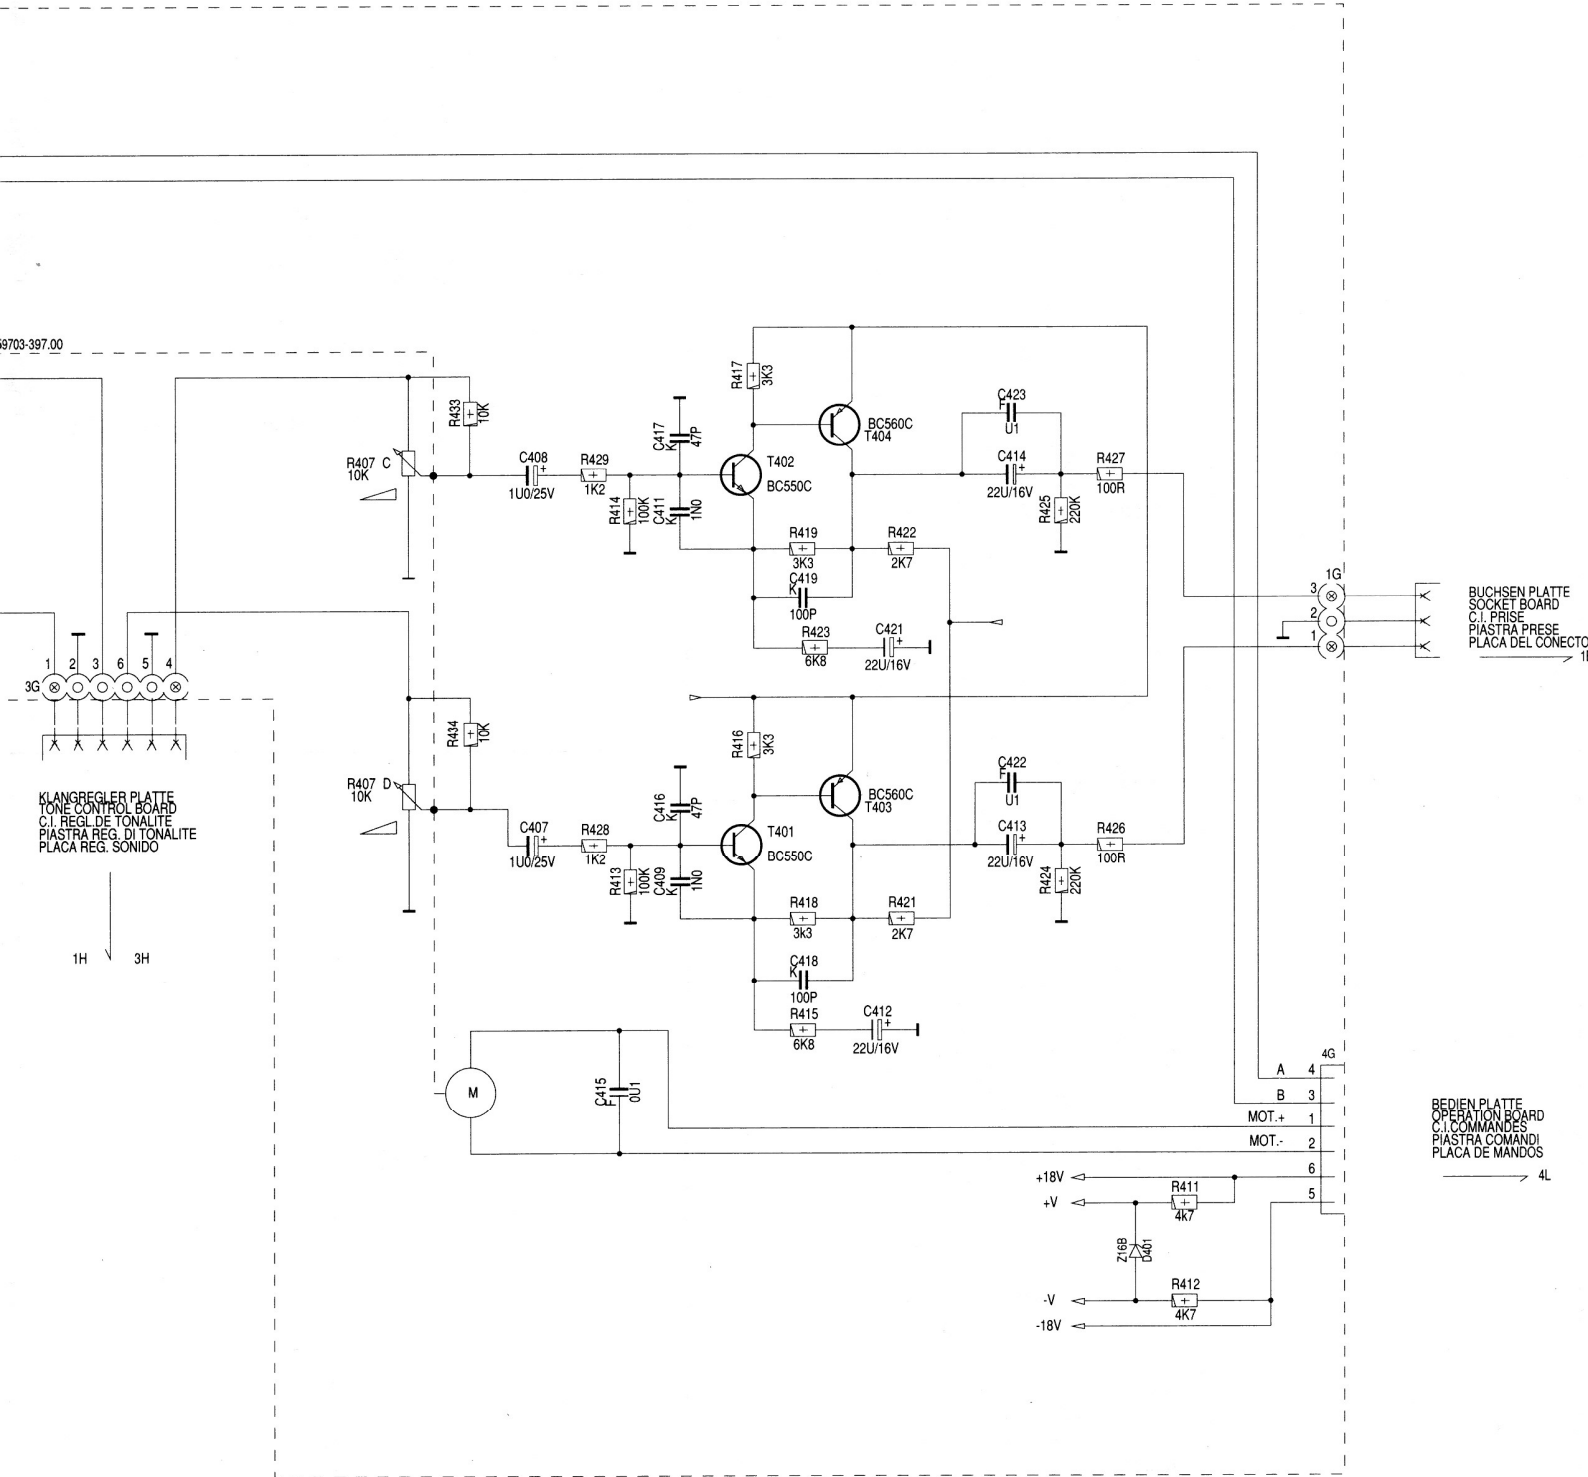 59703-397.00
R433
10K
R407 C
10K
C408
1U0/25V
R429
1K2
R414
100K
C417
K
47P
C411
K
1N0
R417
3K3
T402
BC550C
BC560C
T404
R419
3K3
C419
K
100P
R422
2K7
R423
6K8
C421
22U/16V
C423
F
U1
C414
22U/16V
R425
220K
R427
100R
1G
3
2
1
BUCHSEN PLATTE
SOCKET BOARD
C.I. PRISE
PIASTRA PRESE
PLACA DEL CONECTO
1 2 3 6 5 4
3G
KLANGREGLER PLATTE
TONE CONTROL BOARD
C.I. REGL.DE TONALITE
PIASTRA REG. DI TONALITE
PLACA REG. SONIDO
1H 3H
R434
10K
R407 D
10K
C407
1U0/25V
R428
1K2
R413
100K
C416
K
47P
C409
K
1N0
R416
3K3
T401
BC550C
BC560C
T403
R418
3k3
C418
K
100P
R421
2K7
R415
6K8
C412
22U/16V
C422
F
U1
C413
22U/16V
R424
220K
R426
100R
M
C415
F
0U1
4G
A 4
B 3
MOT.+ 1
MOT.- 2
6
5
+18V
+V
R411
4k7
Z16B
D401
-V
R412
4K7
-18V
BEDIEN PLATTE
OPERATION BOARD
C.I.COMMANDES
PIASTRA COMANDI
PLACA DE MANDOS
4L